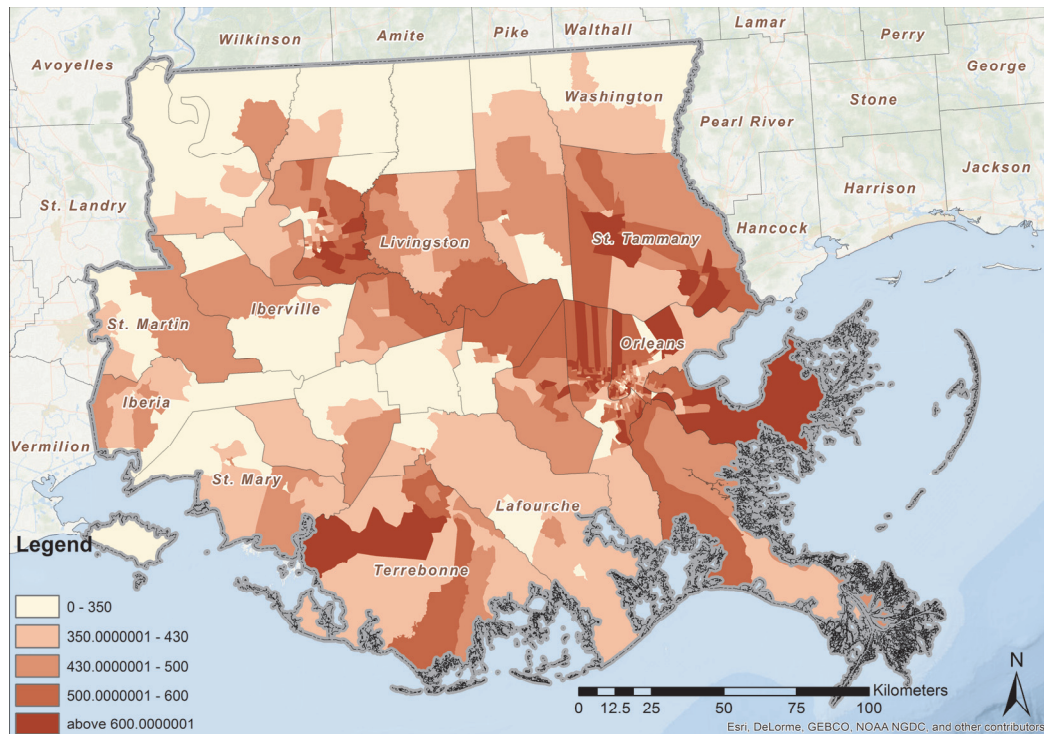 Wilkinson
Amite
Pike
Walthall
Lamar
Perry
Avoyelles
George
Washington
Stone
Pearl River
Jackson
Harrison
St. Landry
Hancock
Livingston
St. Tammany
Iberville
St. Martin
Orleans
Iberia
Vermilion
St. Mary
Lafourche
Terrebonne
Legend
0 - 350
350.0000001 - 430
430.0000001 - 500
500.0000001 - 600
above 600.0000001
N
Kilometers
0 12.5 25 50 75 100
Esri, DeLorme, GEBCO, NOAA NGDC, and other contributors